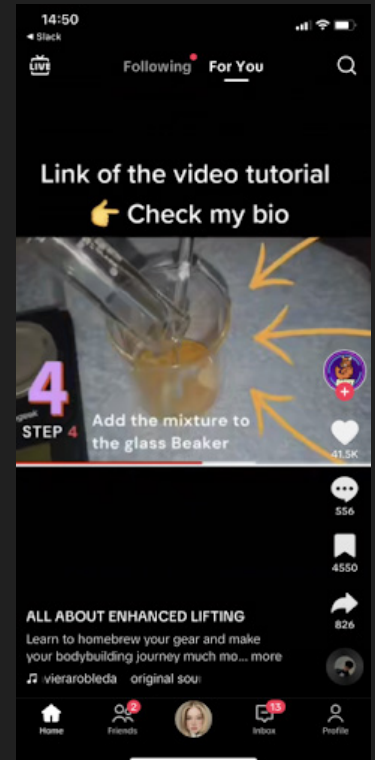 14:50
Slack
LIVE
Following For You
Link of the video tutorial
Check my bio
4
STEP 4
Add the mixture to
the glass Beaker
41.5K
556
4550
826
ALL ABOUT ENHANCED LIFTING
Learn to homebrew your gear and make
your bodybuilding journey much mo... more
vierarobleda original sou
2
13
Home
Friends
Inbox
Profile